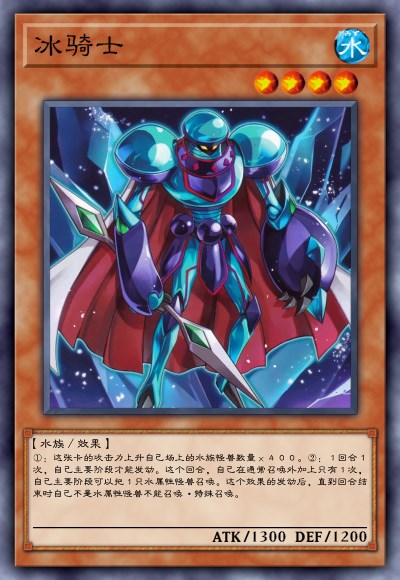 冰骑士
水
【水族／效果】
①：这张卡的攻击力上升自己场上的水族怪兽数量×４００。②：１回合１
次，自己主要阶段才能发动。这个回合，自己在通常召唤外加上只有１次，
自己主要阶段可以把１只水属性怪兽召唤。这个效果的发动后，直到回合结
束时自己不是水属性怪兽不能召唤·特殊召唤。
ATK/1300 DEF/1200